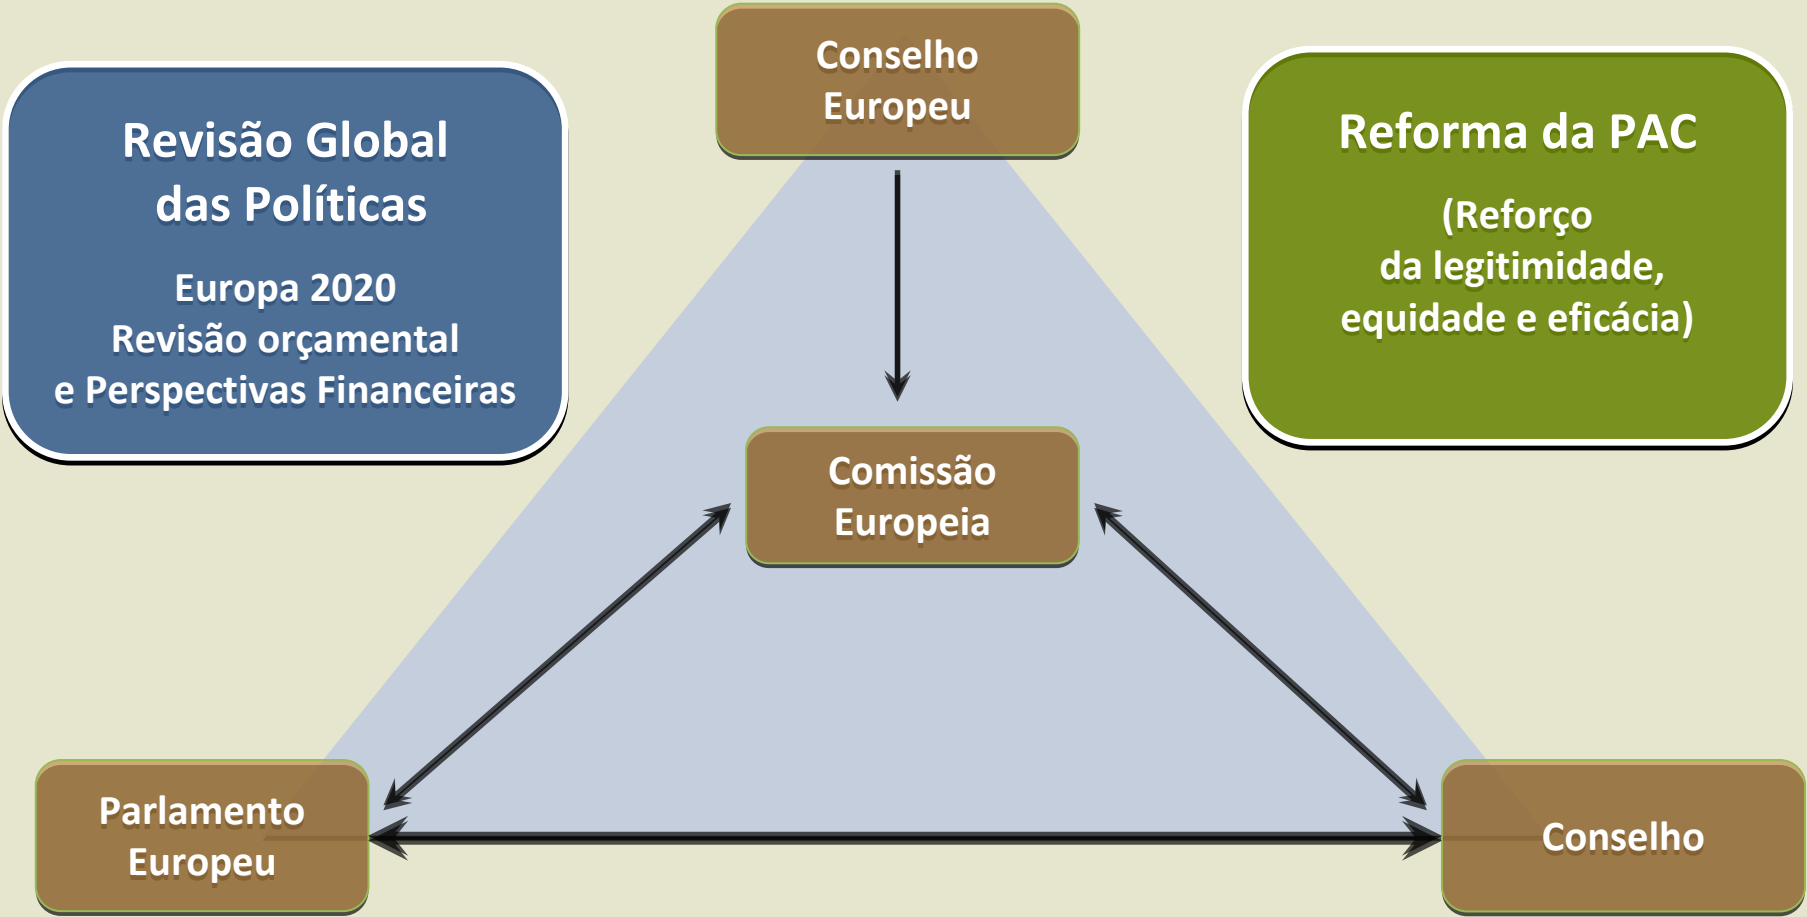 Conselho
Europeu
Revisão Global
das Políticas
Europa 2020
Revisão orçamental
e Perspectivas Financeiras
Reforma da PAC
(Reforço
da legitimidade,
equidade e eficácia)
Comissão
Europeia
Parlamento
Europeu
Conselho